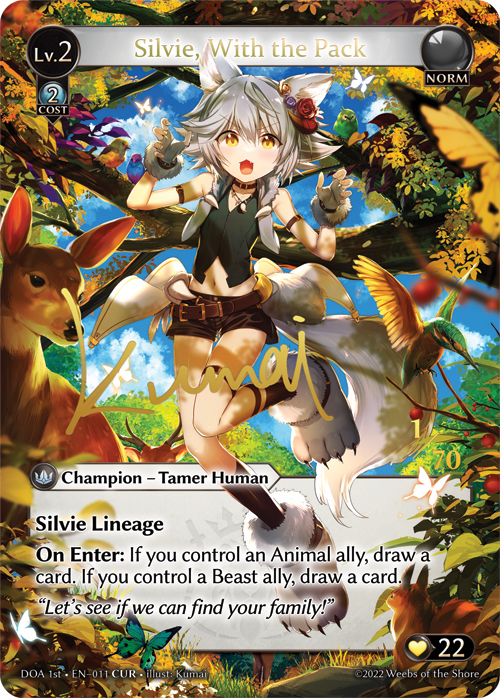 Lv.2
Silvie, With the Pack
NORM
2
COST
Kumai
1
70
Champion – Tamer Human
Silvie Lineage
On Enter: If you control an Animal ally, draw a
card. If you control a Beast ally, draw a card.
“Let’s see if we can find your family!”
22
DOA 1st • EN-011 CUR • illust: Kumai
©2022 Weebs of the Shore